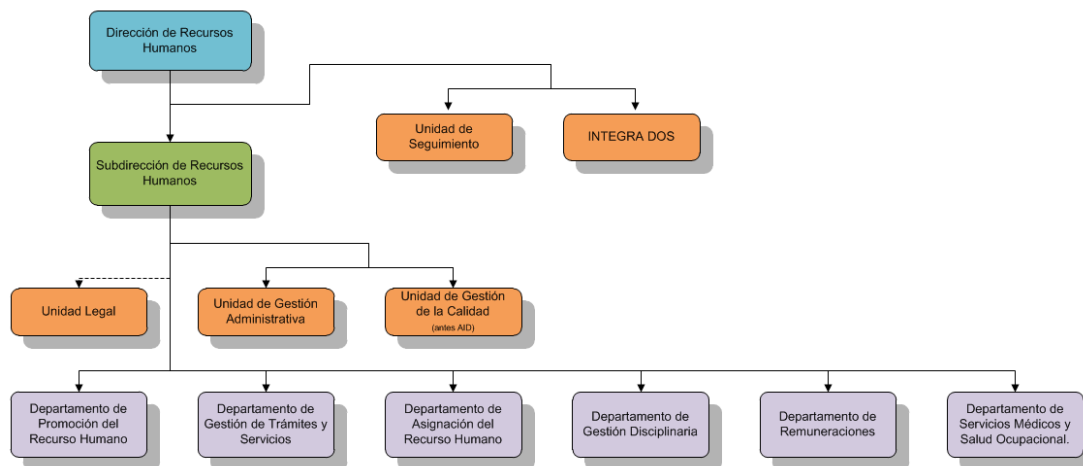 Dirección de Recursos
Humanos
Unidad de
Seguimiento
INTEGRA DOS
Subdirección de Recursos
Humanos
Unidad Legal
Unidad de Gestión
Administrativa
Unidad de Gestión
de la Calidad
(antes AID)
Departamento de
Promoción del
Recurso Humano
Departamento de
Gestión de Trámites y
Servicios
Departamento de
Asignación del
Recurso Humano
Departamento de
Gestión Disciplinaria
Departamento de
Remuneraciones
Departamento de
Servicios Médicos y
Salud Ocupacional.